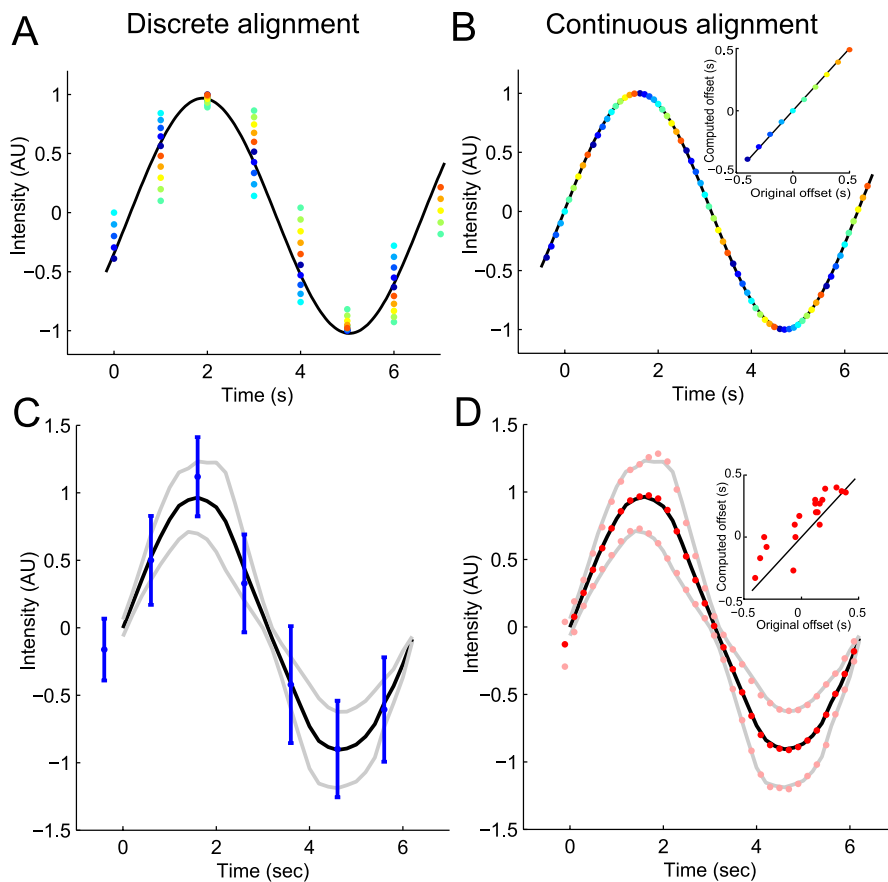 Discrete alignment
Continuous alignment
A
1
0.5
0
−0.5
−1
Intensity (AU)
0 2 4 6
Time (s)
B
1
0.5
0
−0.5
−1
Intensity (AU)
0 2 4 6
Time (s)
0.5
0
−0.5
Computed offset (s)
−0.5 0 0.5
Original offset (s)
C
1.5
1
0.5
0
−0.5
−1
−1.5
Intensity (AU)
0 2 4 6
Time (sec)
D
1.5
1
0.5
0
−0.5
−1
−1.5
Intensity (AU)
0 2 4 6
Time (sec)
0.5
0
−0.5
Computed offset (s)
−0.5 0 0.5
Original offset (s)